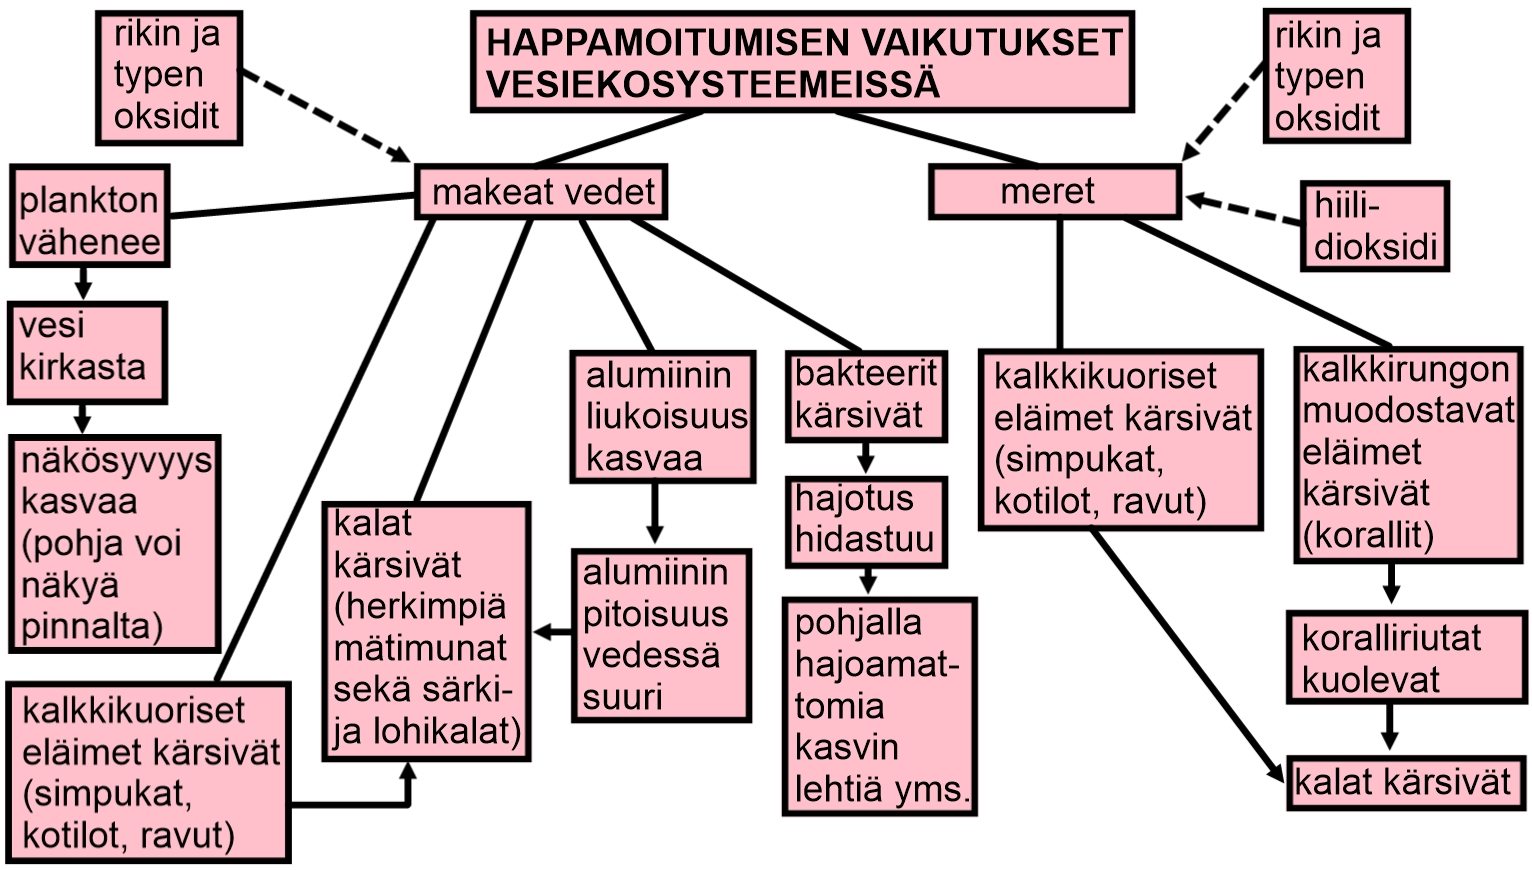 HAPPAMOITUMISEN VAIKUTUKSET
VESIEKOSYSTEEMEISSÄ
rikin ja
typen
oksidit
makeat vedet
plankton
vähenee
vesi
kirkasta
näkösyvyys
kasvaa
(pohja voi
näkyä
pinnalta)
kalkkikuoriset
eläimet kärsivät
(simpukat,
kotilot, ravut)
kalat
kärsivät
(herkimpiä
mätimunat
sekä särki-
ja lohikalat)
alumiinin
liukoisuus
kasvaa
alumiinin
pitoisuus
vedessä
suuri
bakteerit
kärsivät
hajotus
hidastuu
pohjalla
hajoamat-
tomia
kasvin
lehtiä yms.
rikin ja
typen
oksidit
meret
hiili-
dioksidi
kalkkikuoriset
eläimet kärsivät
(simpukat,
kotilot, ravut)
kalkkirungon
muodostavat
eläimet
kärsivät
(korallit)
koralliriutat
kuolevat
kalat kärsivät